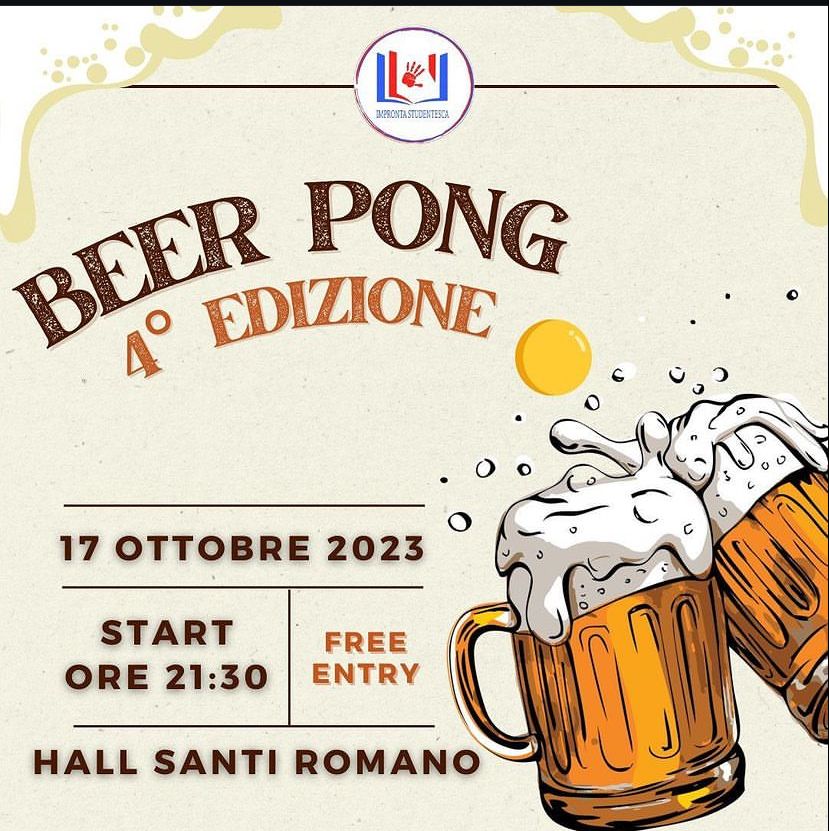 IMPRONTA STUDENTESCA
BEER PONG
4° EDIZIONE
17 OTTOBRE 2023
START
ORE 21:30
FREE
ENTRY
HALL SANTI ROMANO